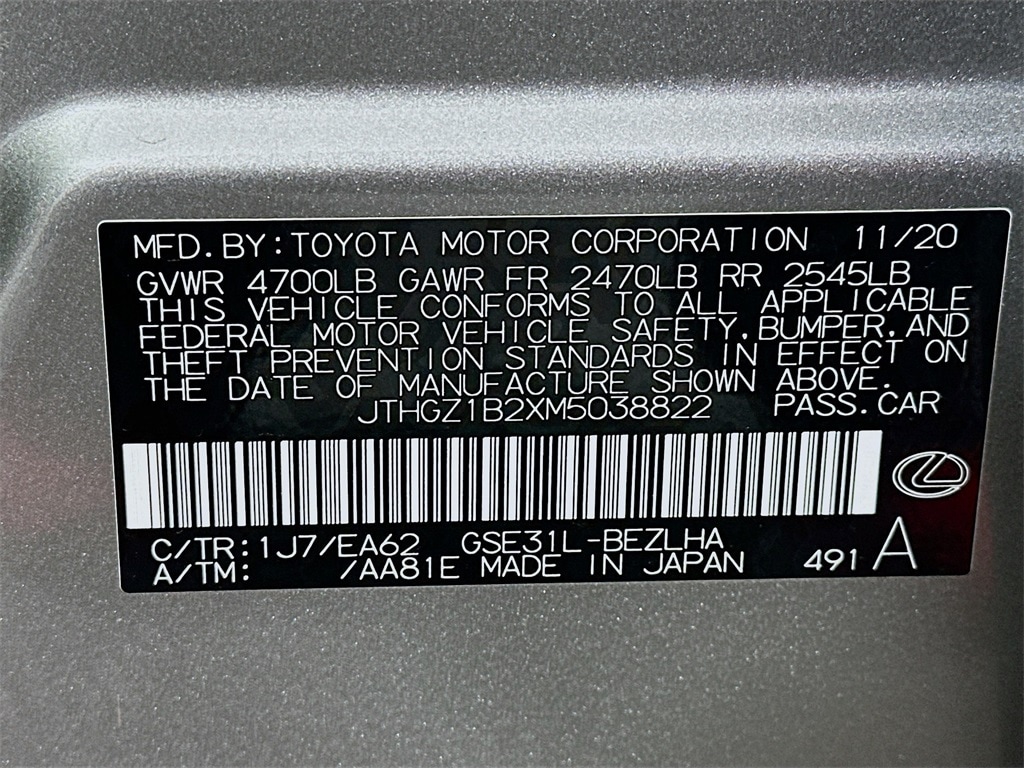 MFD.BY:TOYOTA MOTOR CORPORATION 11/20
GVWR 4700LB GAWR FR 2470LB RR 2545LB
THIS VEHICLE CONFORMS TO ALL APPLICABLE
FEDERAL MOTOR VEHICLE SAFETY,BUMPER,AND
THEFT PREVENTION STANDARDS IN EFFECT ON
THE DATE OF MANUFACTURE SHOWN ABOVE.
JTHGZ1B2XM5038822 PASS.CAR
C/TR:1J7/EA62 GSE31L-BEZLHA
A/TM: /AA81E MADE IN JAPAN 491 A